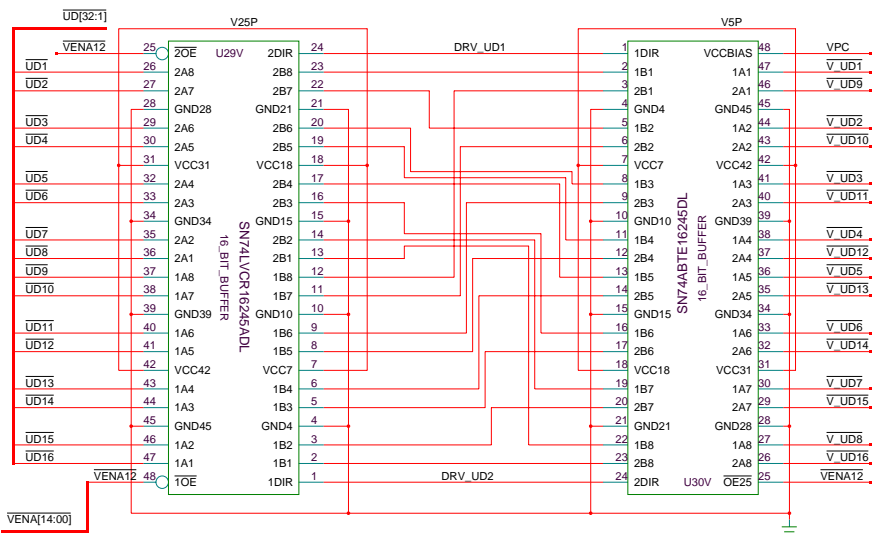 UD[32:1]
V25P
V5P
VENA12 25 2OE U29V 2DIR 24 DRV_UD1 1 1DIR VCCBIAS 48 VPC
UD1 26 2A8 2B8 23 2 1B1 1A1 47 V_UD1
UD2 27 2A7 2B7 22 3 2B1 2A1 46 V_UD9
28 GND28 GND21 21 4 GND4 GND45 45
UD3 29 2A6 2B6 20 5 1B2 1A2 44 V_UD2
UD4 30 2A5 2B5 19 6 2B2 2A2 43 V_UD10
31 VCC31 VCC18 18 7 VCC7 VCC42 42
UD5 32 2A4 2B4 17 8 1B3 1A3 41 V_UD3
UD6 33 2A3 2B3 16 9 2B3 2A3 40 V_UD11
34 GND34 GND15 15 10 GND10 GND39 39
UD7 35 2A2 2B2 14 11 1B4 1A4 38 V_UD4
UD8 36 2A1 2B1 13 12 2B4 2A4 37 V_UD12
UD9 37 1A8 1B8 12 13 1B5 1A5 36 V_UD5
UD10 38 1A7 1B7 11 14 2B5 2A5 35 V_UD13
39 GND39 GND10 10 15 GND15 GND34 34
UD11 40 1A6 1B6 9 16 1B6 1A6 33 V_UD6
UD12 41 1A5 1B5 8 17 2B6 2A6 32 V_UD14
42 VCC42 VCC7 7 18 VCC18 VCC31 31
UD13 43 1A4 1B4 6 19 1B7 1A7 30 V_UD7
UD14 44 1A3 1B3 5 20 2B7 2A7 29 V_UD15
45 GND45 GND4 4 21 GND21 GND28 28
UD15 46 1A2 1B2 3 22 1B8 1A8 27 V_UD8
UD16 47 1A1 1B1 2 23 2B8 2A8 26 V_UD16
VENA12 48 1OE 1DIR 1 DRV_UD2 24 2DIR U30V OE25 25 VENA12
16_BIT_BUFFER
SN74LVCR16245ADL
SN74ABTE16245DL
16_BIT_BUFFER
VENA[14:00]